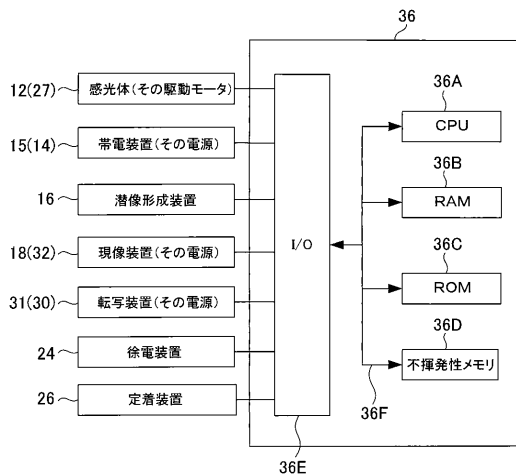 36
12(27)
感光体(その駆動モータ)
15(14)
帯電装置(その電源)
16
潜像形成装置
18(32)
現像装置(その電源)
31(30)
転写装置(その電源)
24
徐電装置
26
定着装置
I/O
36E
36A
CPU
36B
RAM
36C
ROM
36D
不揮発性メモリ
36F